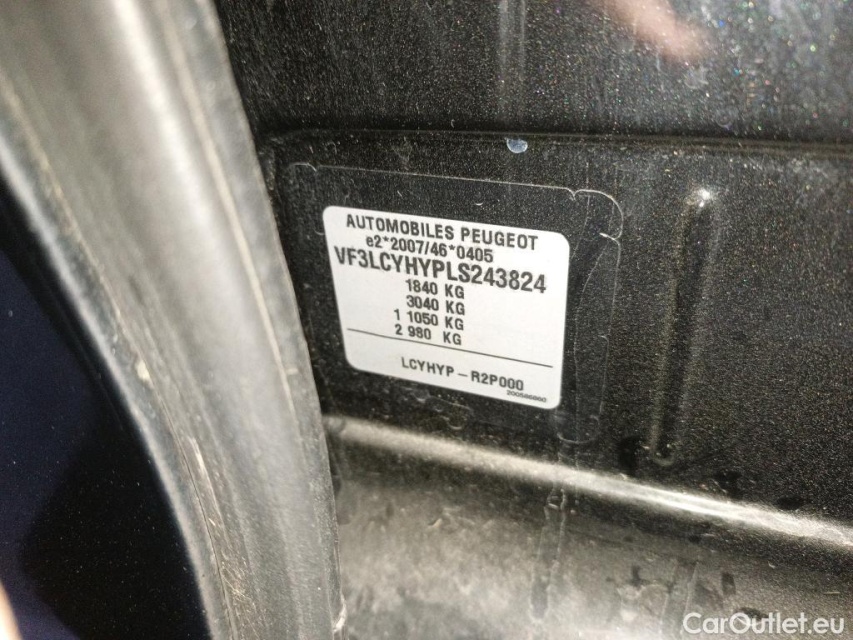 AUTOMOBILES PEUGEOT
e2*2007/46*0405
VF3LCYHYPLS243824
1840 KG
3040 KG
1 1050 KG
2 980 KG
LCYHYP-R2P000
CarOutlet.eu